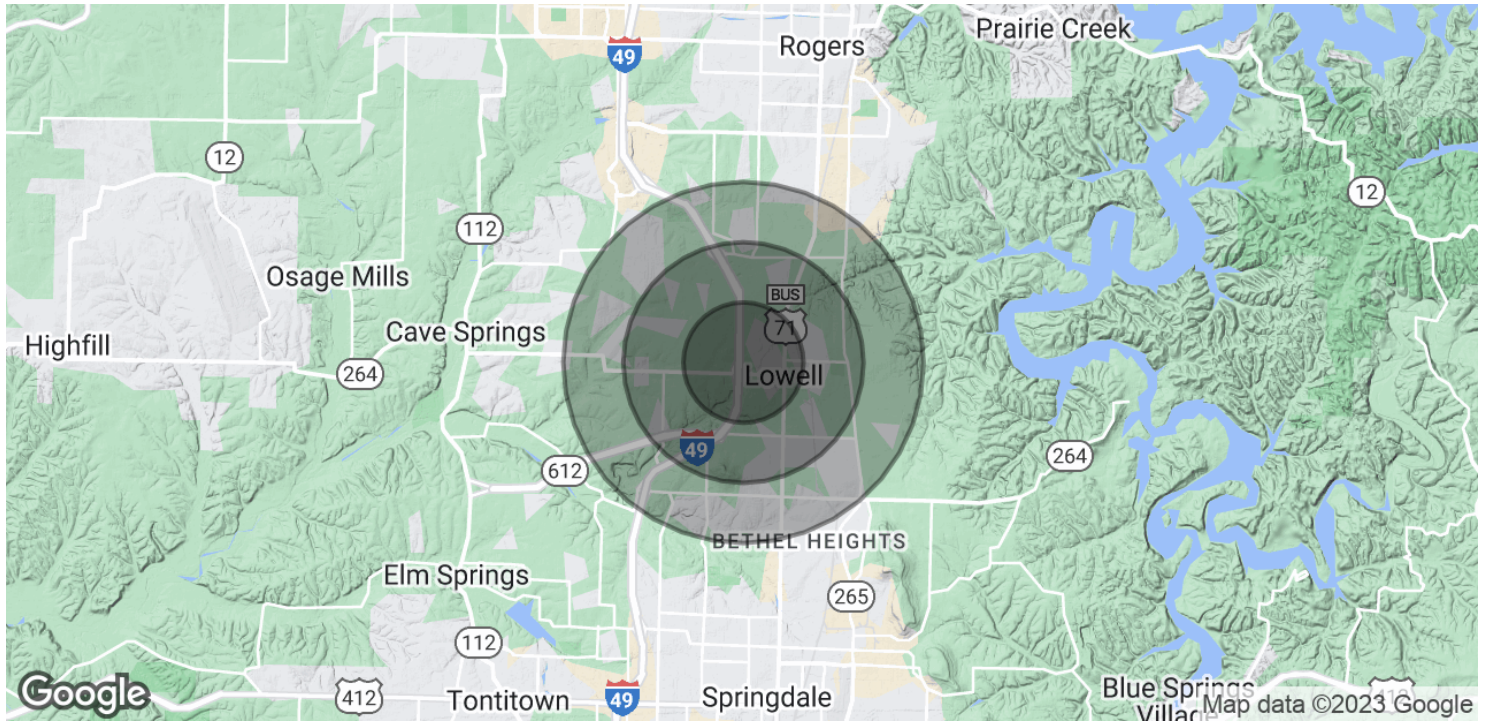 Prairie Creek
Rogers
49
12
12
112
Osage Mills
BUS
71
Cave Springs
Highfill
264
Lowell
49
264
612
BETHEL HEIGHTS
Elm Springs
265
112
Google
412
Tontitown
49
Springdale
Blue Springs
Village
412
Map data ©2023 Google